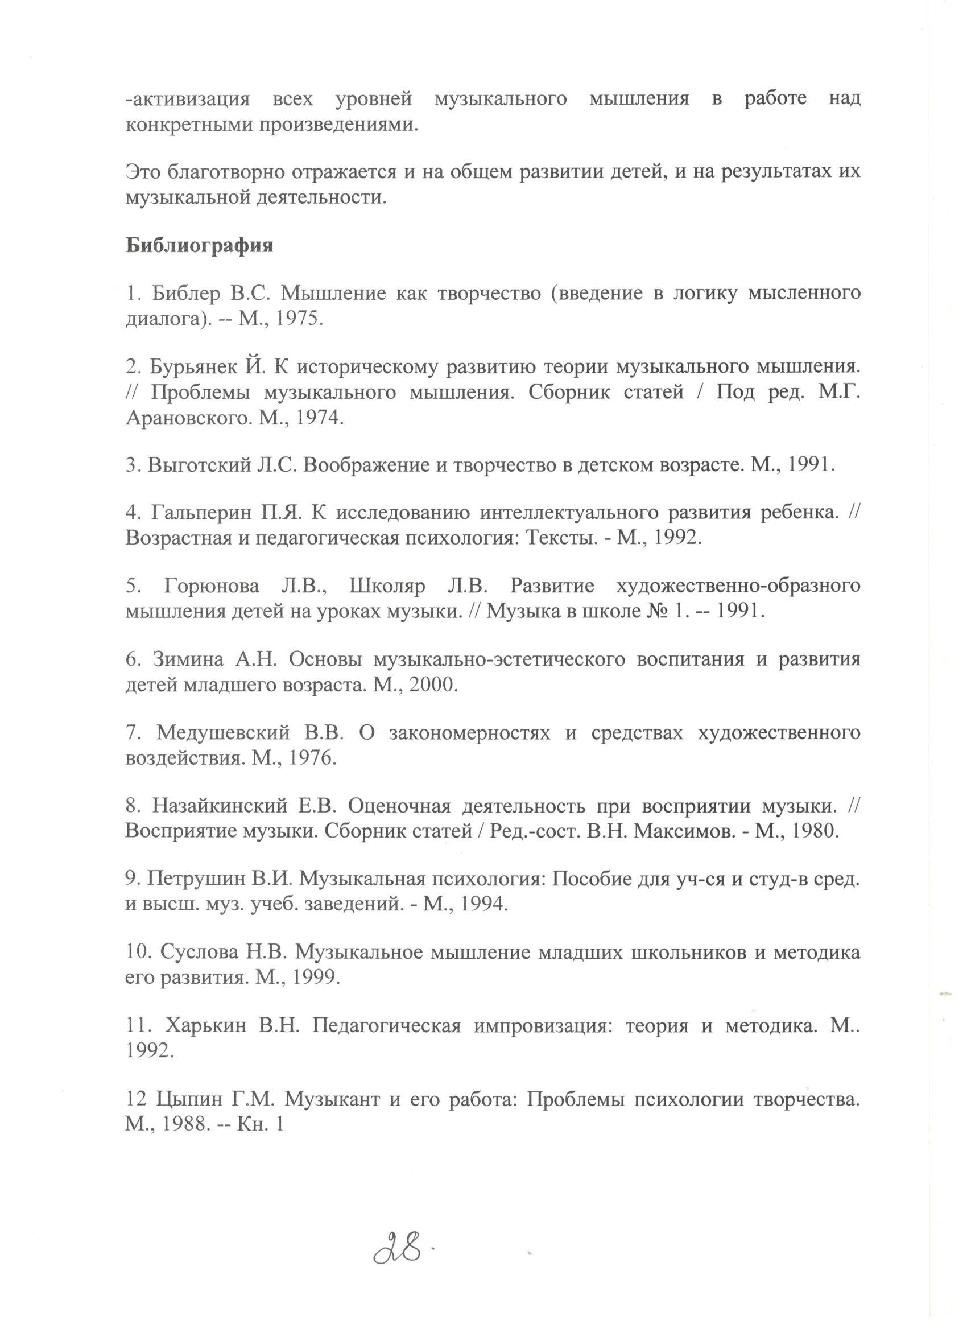 -активизация всех уровней музыкального мышления в работе над
конкретными произведениями.
Это благотворно отражается и на общем развитии детей, и на результатах их
музыкальной деятельности.
Библиография
1. Библер В.С. Мышление как творчество (введение в логику мысленного
диалога). -- М., 1975.
2. Бурьянек Й. К историческому развитию теории музыкального мышления.
// Проблемы музыкального мышления. Сборник статей / Под ред. М.Г.
Арановского. М., 1974.
3. Выготский Л.С. Воображение и творчество в детском возрасте. М., 1991.
4. Гальперин П.Я. К исследованию интеллектуального развития ребенка. //
Возрастная и педагогическая психология: Тексты. - М., 1992.
5. Горюнова Л.В., Школяр Л.В. Развитие художественно-образного
мышления детей на уроках музыки. // Музыка в школе № 1. -- 1991.
6. Зимина А.Н. Основы музыкально-эстетического воспитания и развития
детей младшего возраста. М., 2000.
7. Медушевский В.В. О закономерностях и средствах художественного
воздействия. М., 1976.
8. Назайкинский Е.В. Оценочная деятельность при восприятии музыки. //
Восприятие музыки. Сборник статей / Ред.-сост. В.Н. Максимов. - М., 1980.
9. Петрушин В.И. Музыкальная психология: Пособие для уч-ся и студ-в сред.
и высш. муз. учеб. заведений. - М., 1994.
10. Суслова Н.В. Музыкальное мышление младших школьников и методика
его развития. М., 1999.
11. Харькин В.Н. Педагогическая импровизация: теория и методика. М..
1992.
12 Цыпин Г.М. Музыкант и его работа: Проблемы психологии творчества.
М., 1988. -- Кн. 1
28.